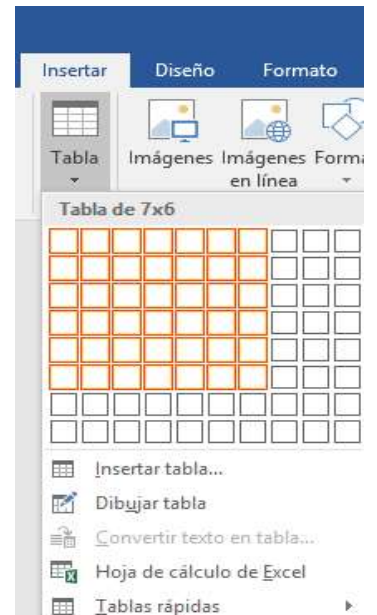 Insertar Diseño Formato
Tabla Imágenes Imágenes Forma
en línea
Tabla de 7x6
Insertar tabla...
Dibujar tabla
Convertir texto en tabla...
Hoja de cálculo de Excel
Tablas rápidas